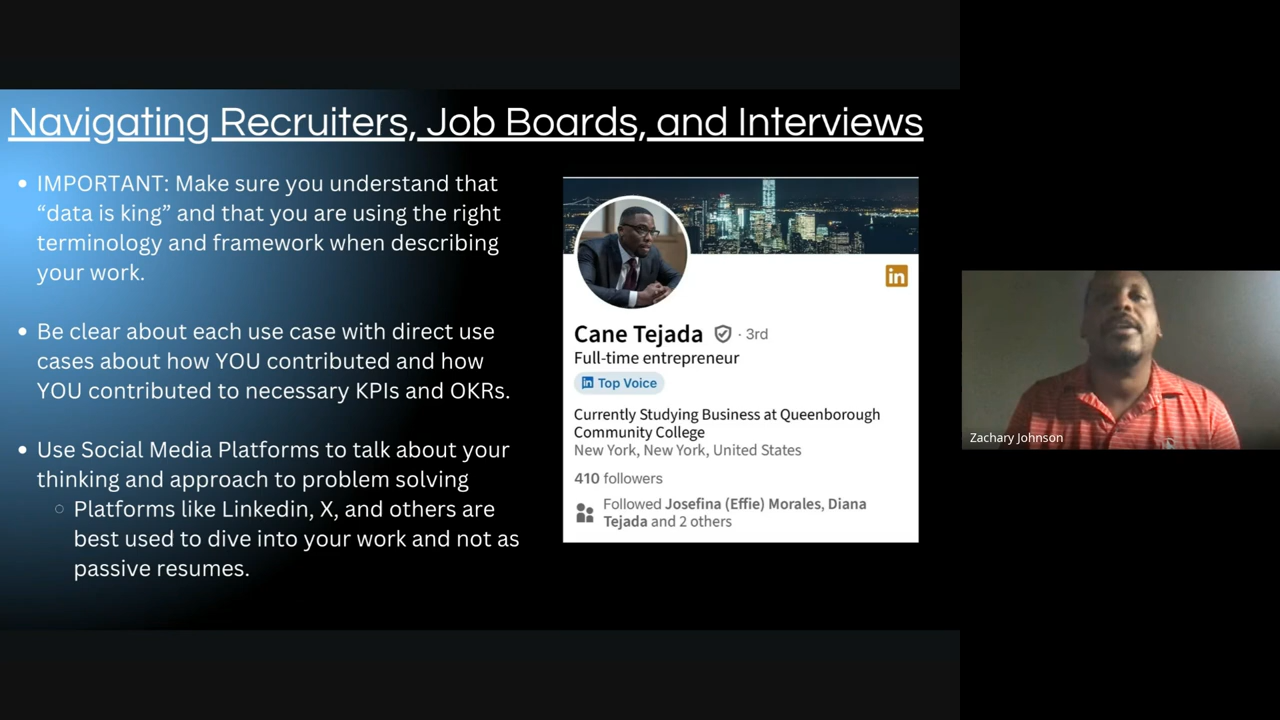 Navigating Recruiters, Job Boards, and Interviews
• IMPORTANT: Make sure you understand that
“data is king” and that you are using the right
terminology and framework when describing
your work.
• Be clear about each use case with direct use
cases about how YOU contributed and how
YOU contributed to necessary KPIs and OKRs.
• Use Social Media Platforms to talk about your
thinking and approach to problem solving
○ Platforms like Linkedin, X, and others are
best used to dive into your work and not as
passive resumes.
in
Cane Tejada · 3rd
Full-time entrepreneur
in Top Voice
Currently Studying Business at Queenborough
Community College
New York, New York, United States
410 followers
Followed Josefina (Effie) Morales, Diana
Tejada and 2 others
Zachary Johnson